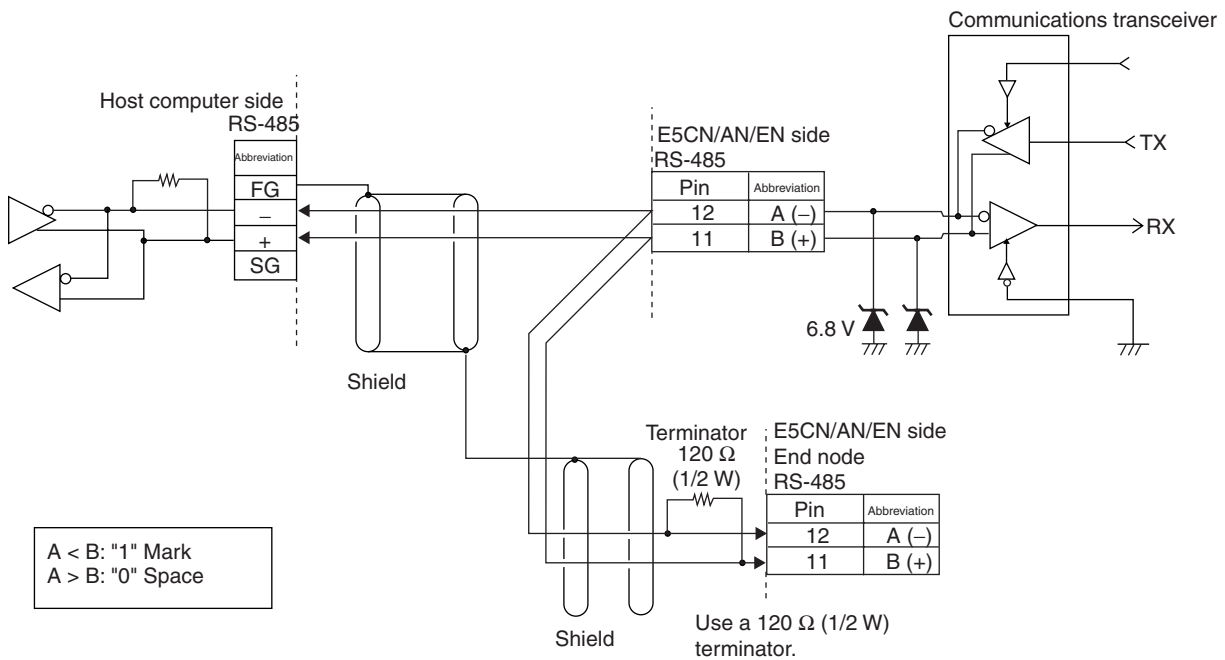 Communications transceiver
Host computer side
RS-485
Abbreviation
FG
−
+
SG
Shield
E5CN/AN/EN side
RS-485
Pin Abbreviation
12 A (−)
11 B (+)
6.8 V
TX
RX
Terminator
120 Ω
(1/2 W)
E5CN/AN/EN side
End node
RS-485
Pin Abbreviation
12 A (−)
11 B (+)
Shield
Use a 120 Ω (1/2 W)
terminator.
A < B: "1" Mark
A > B: "0" Space